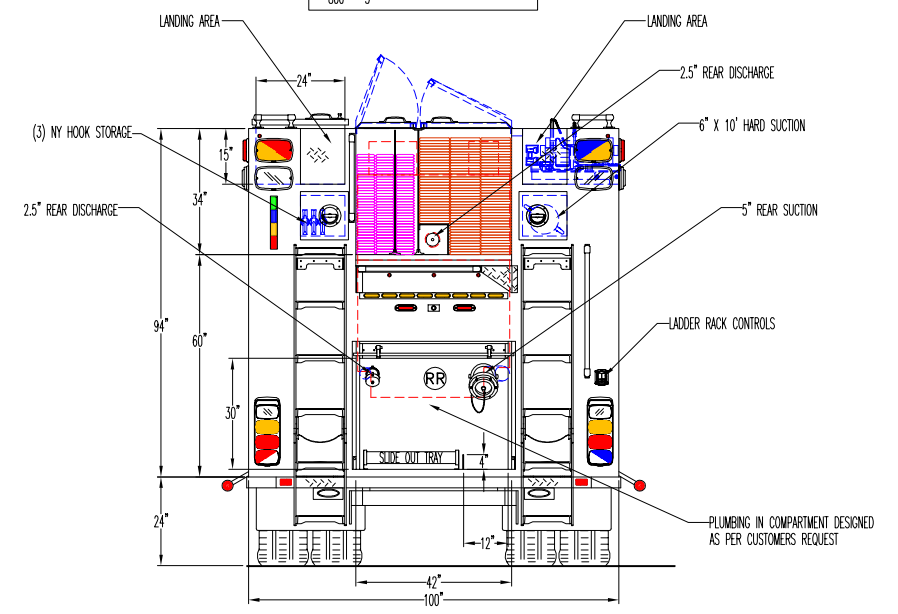 LANDING AREA
LANDING AREA
24"
2.5" REAR DISCHARGE
(3) NY HOOK STORAGE
6" X 10' HARD SUCTION
15"
34"
2.5" REAR DISCHARGE
5" REAR SUCTION
94"
60"
LADDER RACK CONTROLS
RR
30"
SLIDE OUT TRAY
4"
24"
PLUMBING IN COMPARTMENT DESIGNED
AS PER CUSTOMERS REQUEST
12"
42"
100"